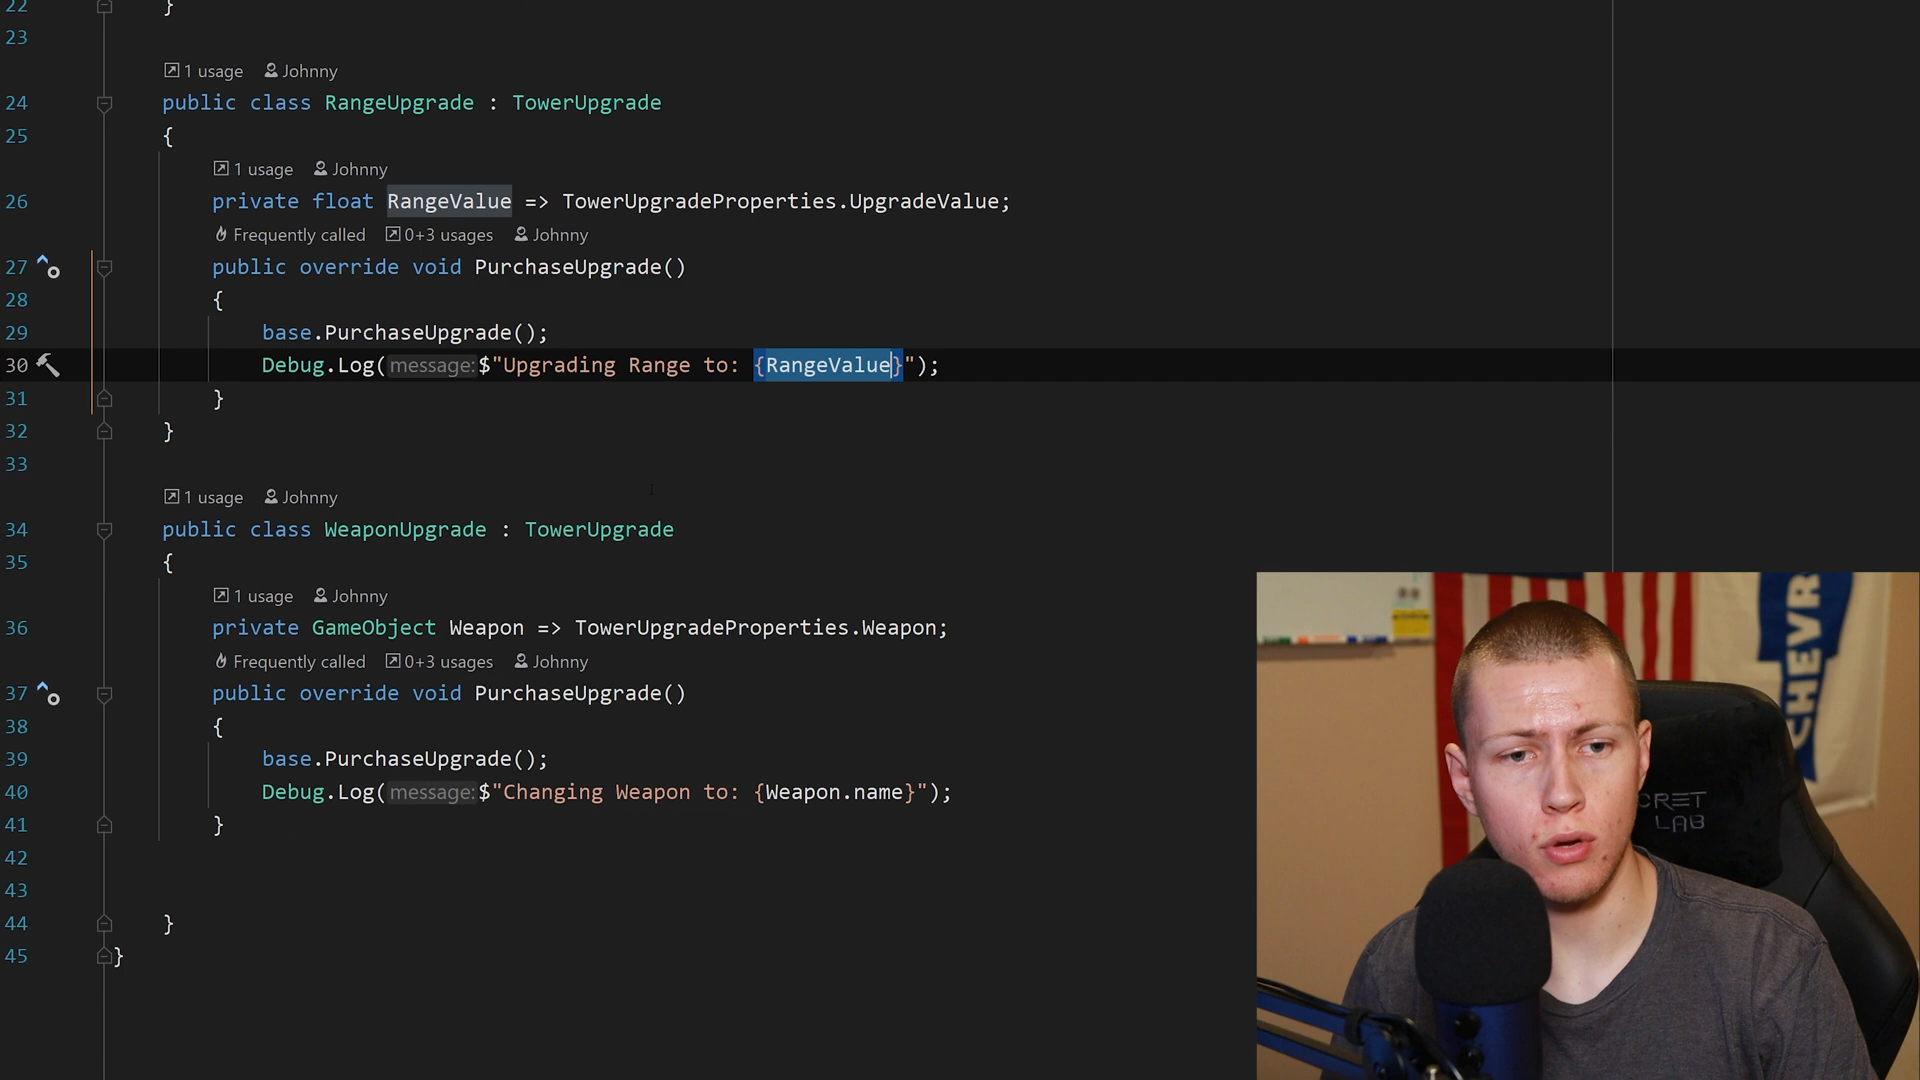 22 }
23
1 usage Johnny
24 public class RangeUpgrade : TowerUpgrade
25 {
1 usage Johnny
26 private float RangeValue => TowerUpgradeProperties.UpgradeValue;
Frequently called 0+3 usages Johnny
27 public override void PurchaseUpgrade()
28 {
29 base.PurchaseUpgrade();
30 Debug.Log(message:$"Upgrading Range to: {RangeValue}");
31 }
32 }
33
1 usage Johnny
34 public class WeaponUpgrade : TowerUpgrade
35 {
1 usage Johnny
36 private GameObject Weapon => TowerUpgradeProperties.Weapon;
Frequently called 0+3 usages Johnny
37 public override void PurchaseUpgrade()
38 {
39 base.PurchaseUpgrade();
40 Debug.Log(message:$"Changing Weapon to: {Weapon.name}");
41 }
42
43
44 }
45 }
CHEVR
CRET
LAB